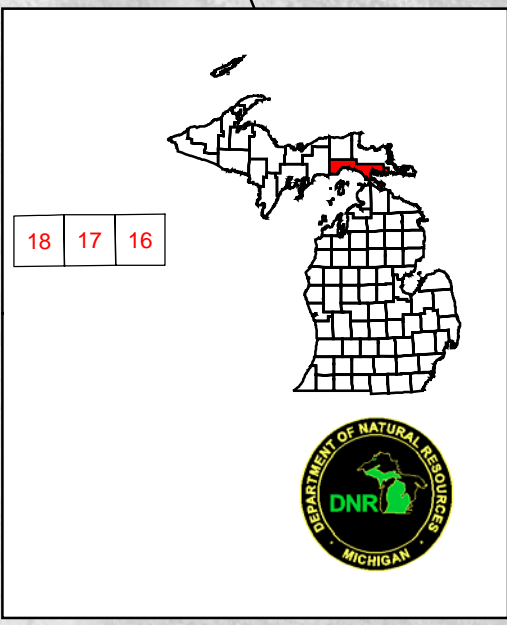 18 17 16
DEPARTMENT OF NATURAL RESOURCES
DNR
MICHIGAN